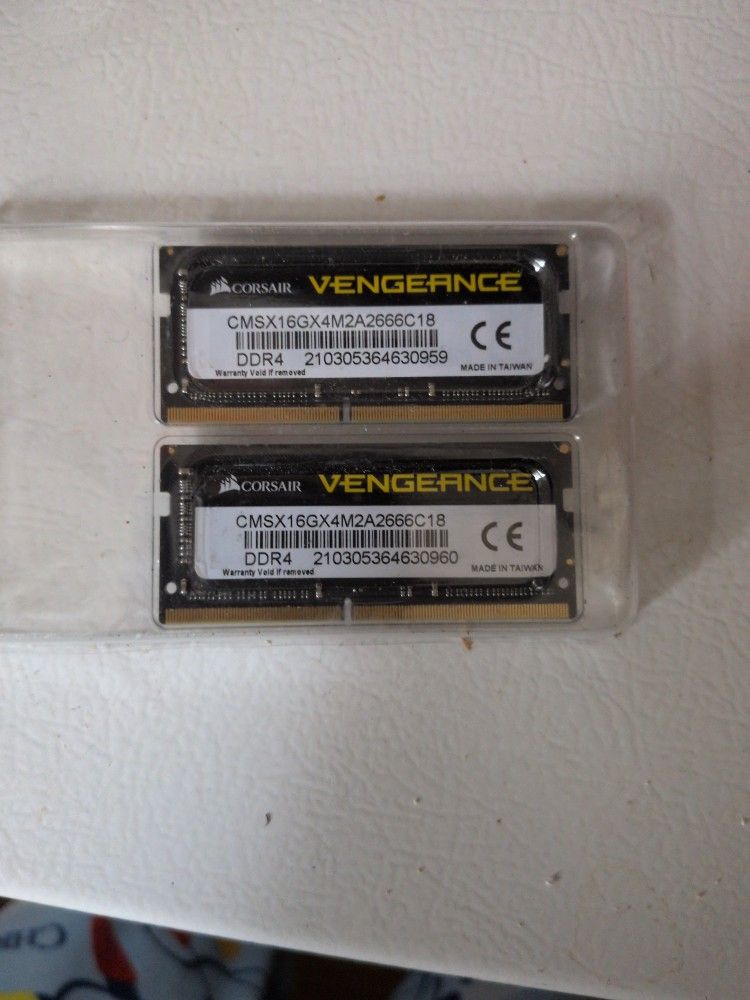 CORSAIR VENGEANCE
CMSX16GX4M2A2666C18
DDR4 210305364630959
Warranty Void if removed
CE
MADE IN TAIWAN
CORSAIR VENGEANCE
CMSX16GX4M2A2666C18
DDR4 210305364630960
Warranty Void if removed
CE
MADE IN TAIWAN